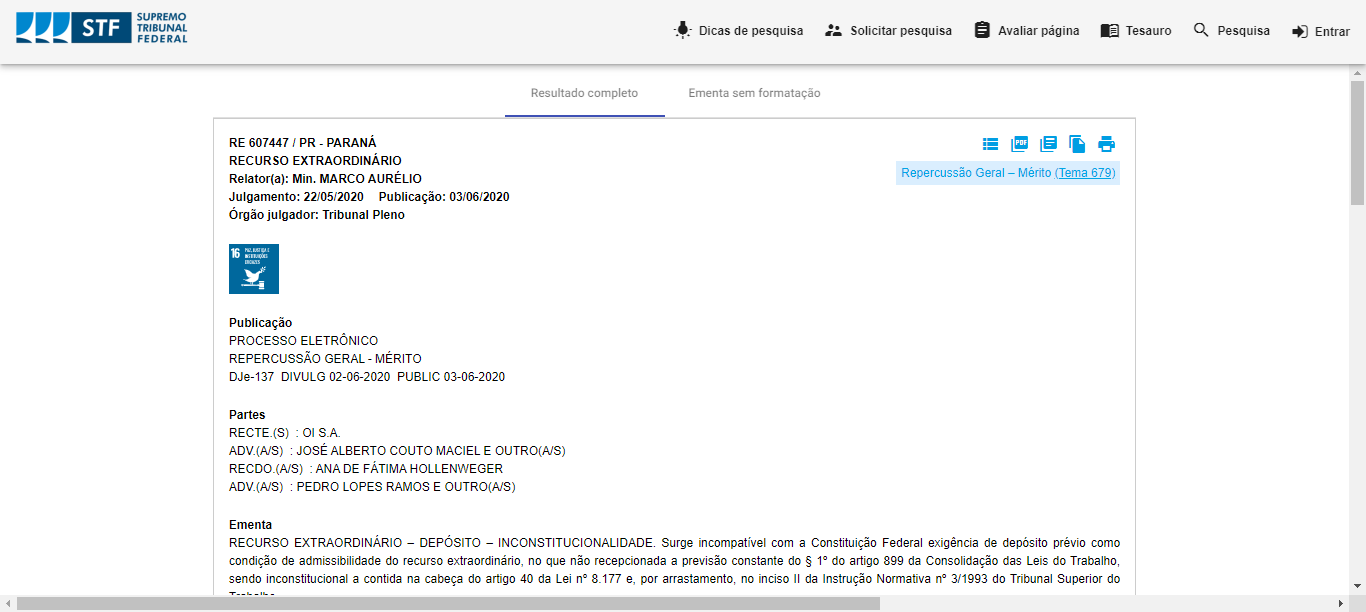 STF SUPREMO TRIBUNAL FEDERAL
Dicas de pesquisa Solicitar pesquisa Avaliar página Tesauro Pesquisa Entrar
Resultado completo Ementa sem formatação
RE 607447 / PR - PARANÁ
RECURSO EXTRAORDINÁRIO
Relator(a): Min. MARCO AURÉLIO
Julgamento: 22/05/2020 Publicação: 03/06/2020
Órgão julgador: Tribunal Pleno
PDF
Repercussão Geral – Mérito (Tema 679)
16 PAZ, JUSTIÇA E
INSTITUIÇÕES
EFICAZES
Publicação
PROCESSO ELETRÔNICO
REPERCUSSÃO GERAL - MÉRITO
DJe-137 DIVULG 02-06-2020 PUBLIC 03-06-2020
Partes
RECTE.(S) : OI S.A.
ADV.(A/S) : JOSÉ ALBERTO COUTO MACIEL E OUTRO(A/S)
RECDO.(A/S) : ANA DE FÁTIMA HOLLENWEGER
ADV.(A/S) : PEDRO LOPES RAMOS E OUTRO(A/S)
Ementa
RECURSO EXTRAORDINÁRIO – DEPÓSITO – INCONSTITUCIONALIDADE. Surge incompatível com a Constituição Federal exigência de depósito prévio como
condição de admissibilidade do recurso extraordinário, no que não recepcionada a previsão constante do § 1º do artigo 899 da Consolidação das Leis do Trabalho,
sendo inconstitucional a contida na cabeça do artigo 40 da Lei nº 8.177 e, por arrastamento, no inciso II da Instrução Normativa nº 3/1993 do Tribunal Superior do
Trabalho